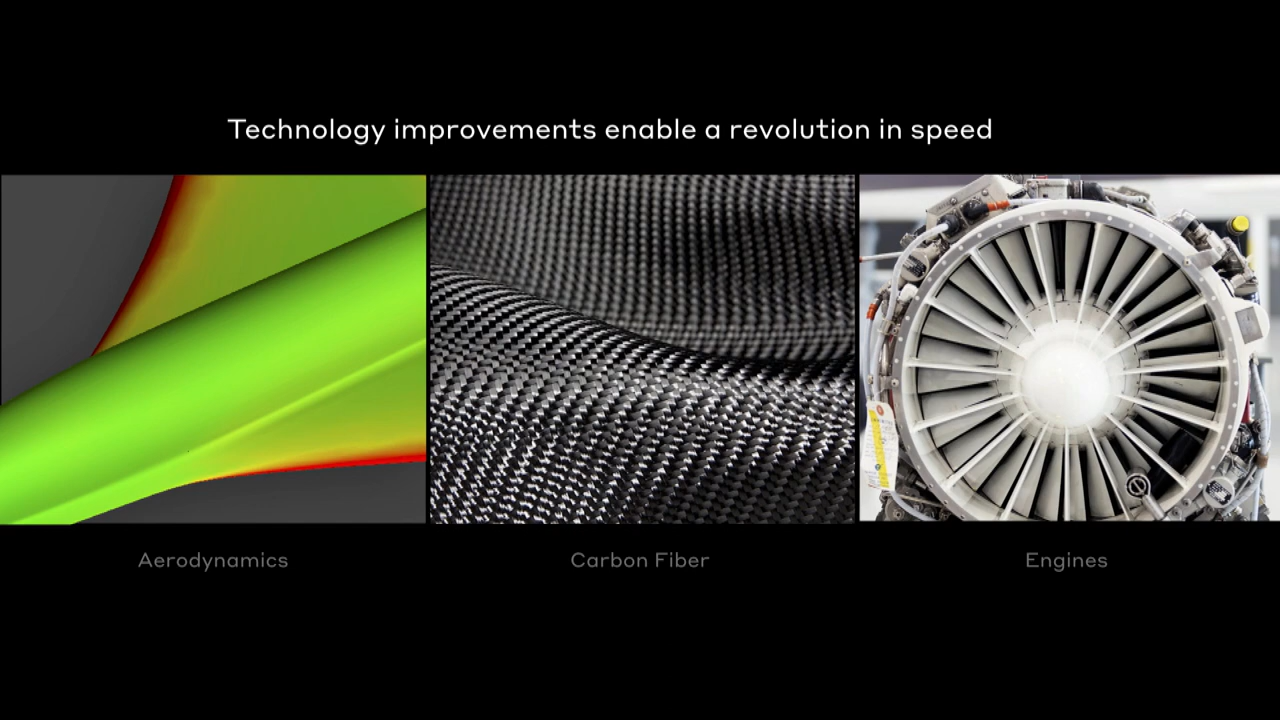 Technology improvements enable a revolution in speed
Aerodynamics
Carbon Fiber
Engines